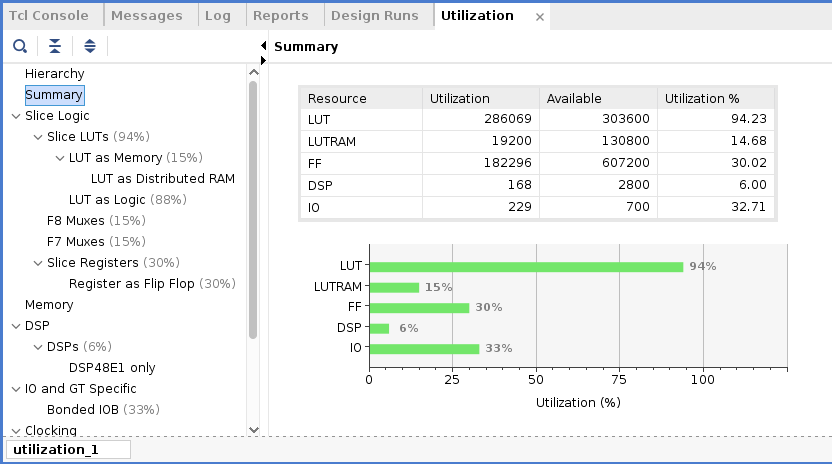 Tcl Console Messages Log Reports Design Runs Utilization ×
Summary
Hierarchy
Summary
Slice Logic
Slice LUTs (94%)
LUT as Memory (15%)
LUT as Distributed RAM
LUT as Logic (88%)
F8 Muxes (15%)
F7 Muxes (15%)
Slice Registers (30%)
Register as Flip Flop (30%)
Memory
DSP
DSPs (6%)
DSP48E1 only
IO and GT Specific
Bonded IOB (33%)
Clocking
Resource Utilization Available Utilization %
LUT 286069 303600 94.23
LUTRAM 19200 130800 14.68
FF 182296 607200 30.02
DSP 168 2800 6.00
IO 229 700 32.71
LUT 94%
LUTRAM 15%
FF 30%
DSP 6%
IO 33%
0 25 50 75 100
Utilization (%)
utilization_1